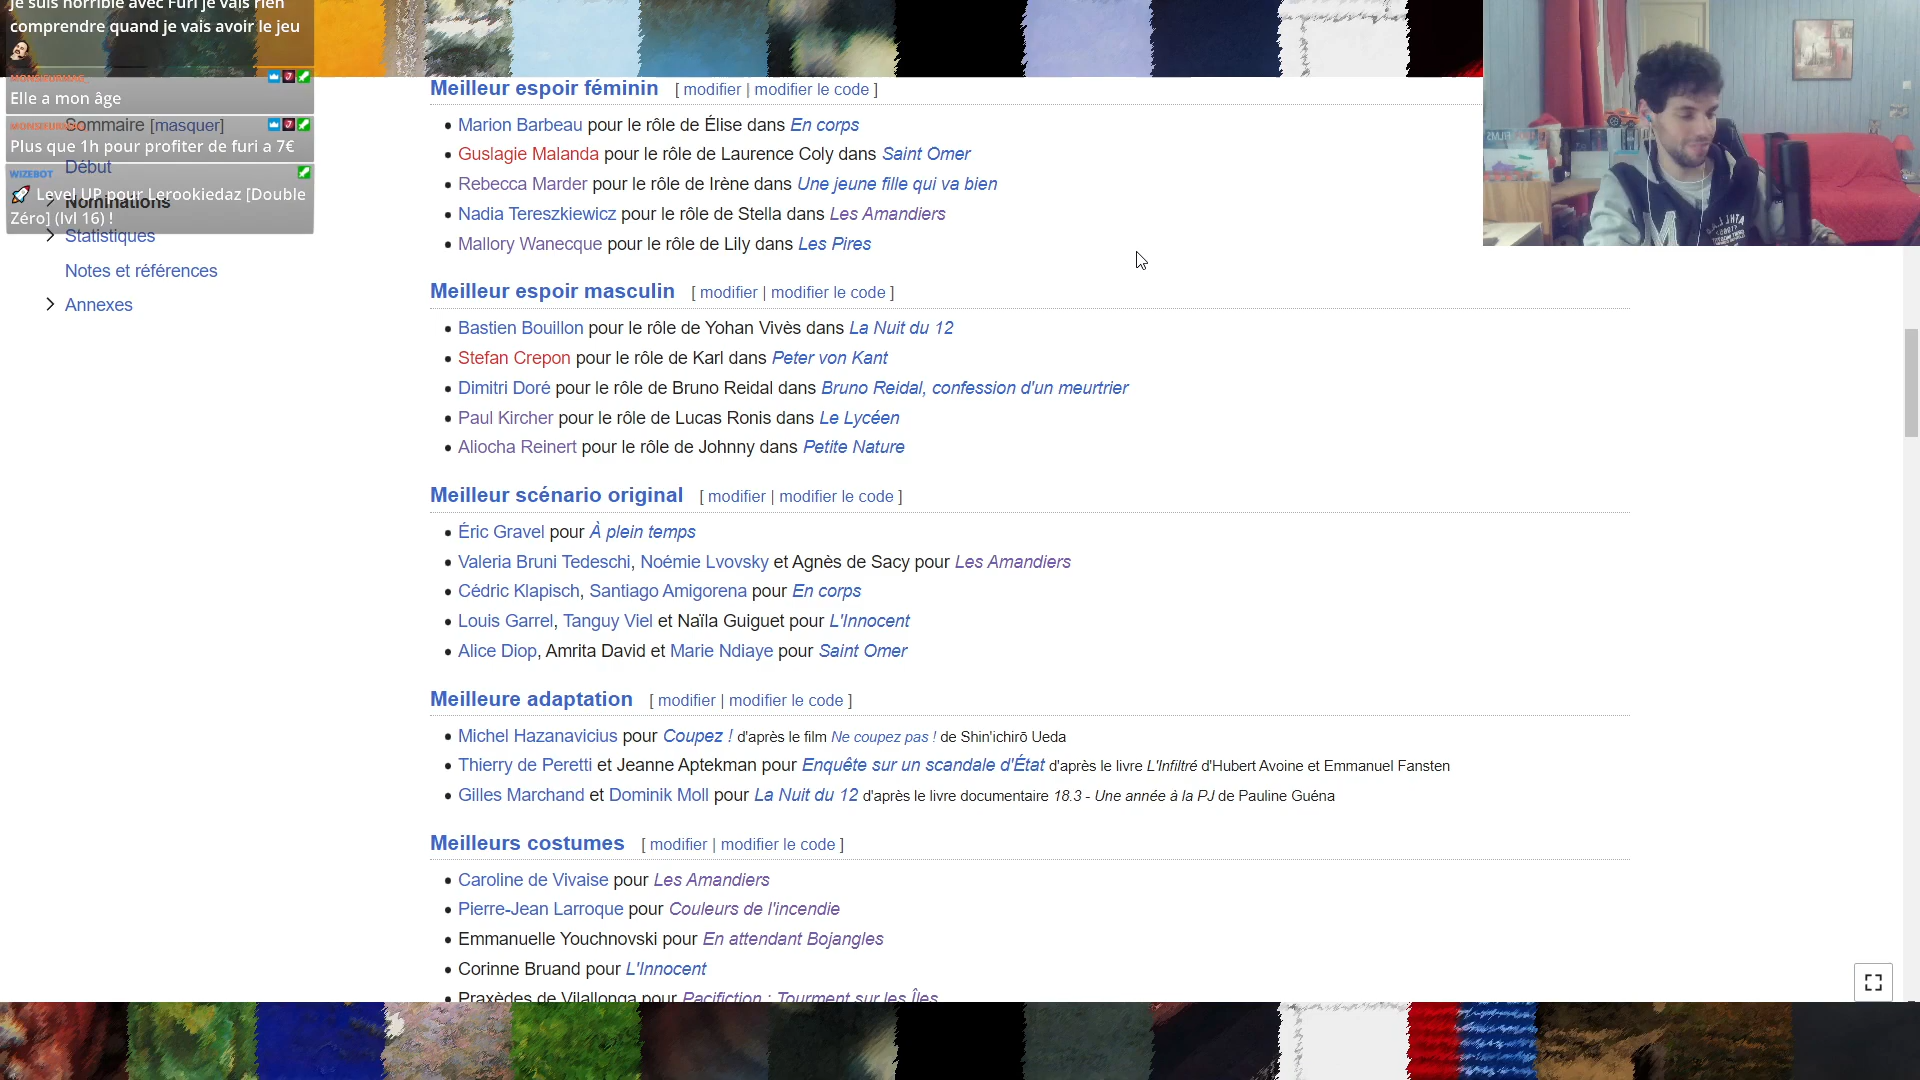 je suis horrible avec Furi je vais rien
comprendre quand je vais avoir le jeu
MONSIEURMAKE
Elle a mon âge
Plus que 1h pour profiter de furi a 7€
WIZEBOT
Level UP pour Lerookiedaz [Double
Zéro] (lvl 16) !
Sommaire [masquer]
Début
Nominations
Statistiques
Notes et références
Annexes
Meilleur espoir féminin [ modifier | modifier le code ]
Marion Barbeau pour le rôle de Élise dans En corps
Guslagie Malanda pour le rôle de Laurence Coly dans Saint Omer
Rebecca Marder pour le rôle de Irène dans Une jeune fille qui va bien
Nadia Tereszkiewicz pour le rôle de Stella dans Les Amandiers
Mallory Wanecque pour le rôle de Lily dans Les Pires
Meilleur espoir masculin [ modifier | modifier le code ]
Bastien Bouillon pour le rôle de Yohan Vivès dans La Nuit du 12
Stefan Crepon pour le rôle de Karl dans Peter von Kant
Dimitri Doré pour le rôle de Bruno Reidal dans Bruno Reidal, confession d'un meurtrier
Paul Kircher pour le rôle de Lucas Ronis dans Le Lycéen
Aliocha Reinert pour le rôle de Johnny dans Petite Nature
Meilleur scénario original [ modifier | modifier le code ]
Éric Gravel pour À plein temps
Valeria Bruni Tedeschi, Noémie Lvovsky et Agnès de Sacy pour Les Amandiers
Cédric Klapisch, Santiago Amigorena pour En corps
Louis Garrel, Tanguy Viel et Naïla Guiguet pour L'Innocent
Alice Diop, Amrita David et Marie Ndiaye pour Saint Omer
Meilleure adaptation [ modifier | modifier le code ]
Michel Hazanavicius pour Coupez ! d'après le film Ne coupez pas ! de Shin'ichirō Ueda
Thierry de Peretti et Jeanne Aptekman pour Enquête sur un scandale d'État d'après le livre L'Infiltré d'Hubert Avoine et Emmanuel Fansten
Gilles Marchand et Dominik Moll pour La Nuit du 12 d'après le livre documentaire 18.3 - Une année à la PJ de Pauline Guéna
Meilleurs costumes [ modifier | modifier le code ]
Caroline de Vivaise pour Les Amandiers
Pierre-Jean Larroque pour Couleurs de l'incendie
Emmanuelle Youchnovski pour En attendant Bojangles
Corinne Bruand pour L'Innocent
Praxèdes de Vilallonga pour Pacifiction : Tourment sur les Îles